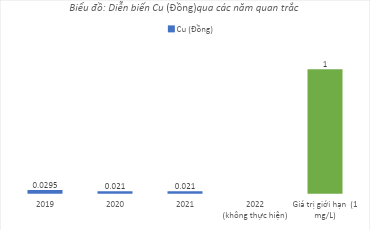 Biểu đồ: Diễn biến Cu (Đồng)qua các năm quan trắc
Cu (Đồng)
1
0.0295
0.021
0.021
2019
2020
2021
2022
(không thực hiện)
Giá trị giới hạn (1
mg/L)